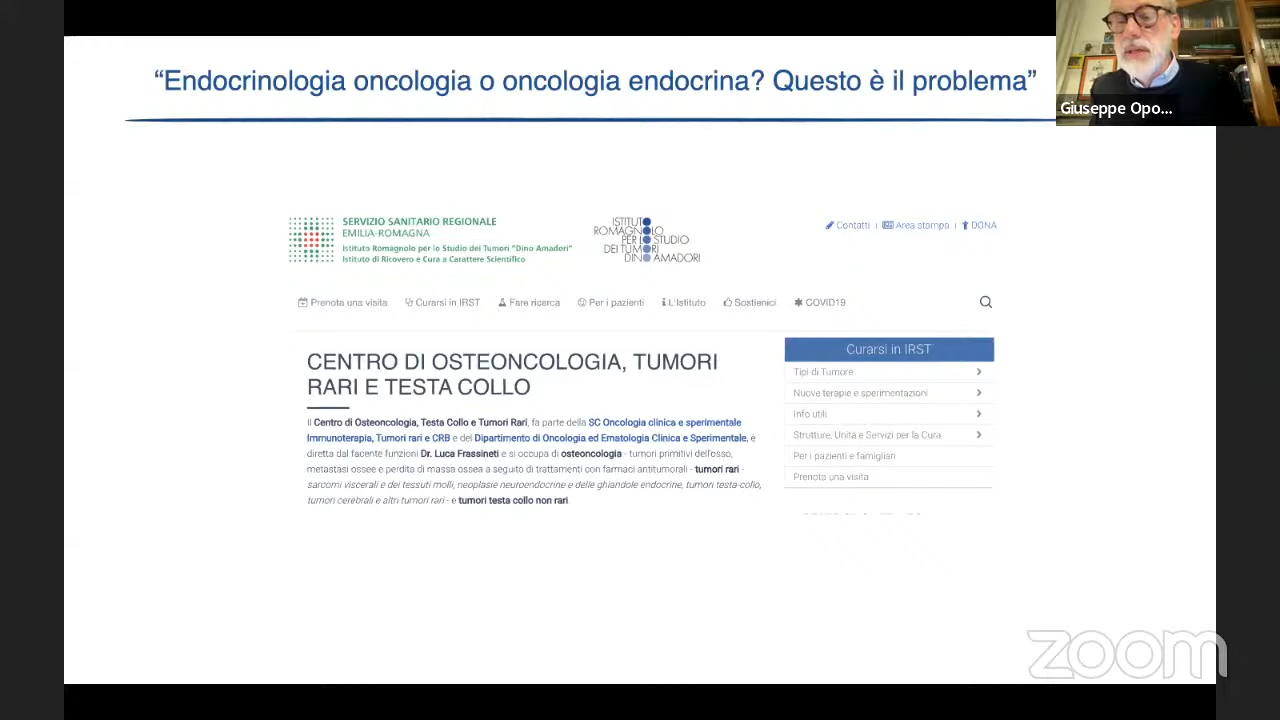 “Endocrinologia oncologia o oncologia endocrina? Questo è il problema”
Giuseppe Opo...
SERVIZIO SANITARIO REGIONALE
EMILIA-ROMAGNA
Istituto Romagnolo per lo Studio dei Tumori "Dino Amadori"
Istituto di Ricovero e Cura a Carattere Scientifico
ISTITUTO
ROMAGNOLO
PER LO STUDIO
DEI TUMORI
DINO AMADORI
Contatti | Area stampa | DONA
Prenota una visita Curarsi in IRST Fare ricerca Per i pazienti L'Istituto Sostienici COVID19
CENTRO DI OSTEONCOLOGIA, TUMORI
RARI E TESTA COLLO
Il Centro di Osteoncologia, Testa Collo e Tumori Rari, fa parte della SC Oncologia clinica e sperimentale
Immunoterapia, Tumori rari e CRB e del Dipartimento di Oncologia ed Ematologia Clinica e Sperimentale, è
diretta dal facente funzioni Dr. Luca Frassineti e si occupa di osteoncologia - tumori primitivi dell'osso,
metastasi ossee e perdita di massa ossea a seguito di trattamenti con farmaci antitumorali - tumori rari -
sarcomi viscerali e dei tessuti molli, neoplasie neuroendocrine e delle ghiandole endocrine, tumori testa-collo,
tumori cerebrali e altri tumori rari - e tumori testa collo non rari.
Curarsi in IRST
Tipi di Tumore
Nuove terapie e sperimentazioni
Info utili
Strutture, Unità e Servizi per la Cura
Per i pazienti e famigliari
Prenota una visita
zoom